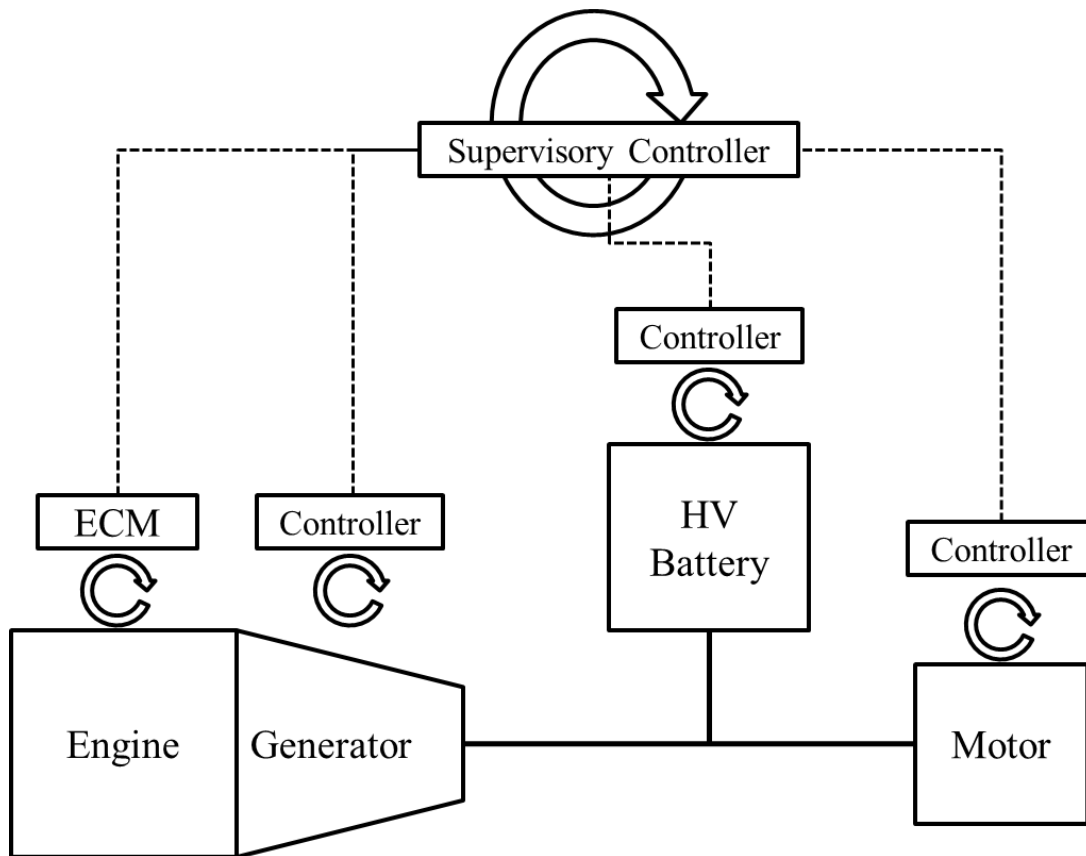 Supervisory Controller
Controller
ECM
Controller
HV
Battery
Controller
Engine
Generator
Motor